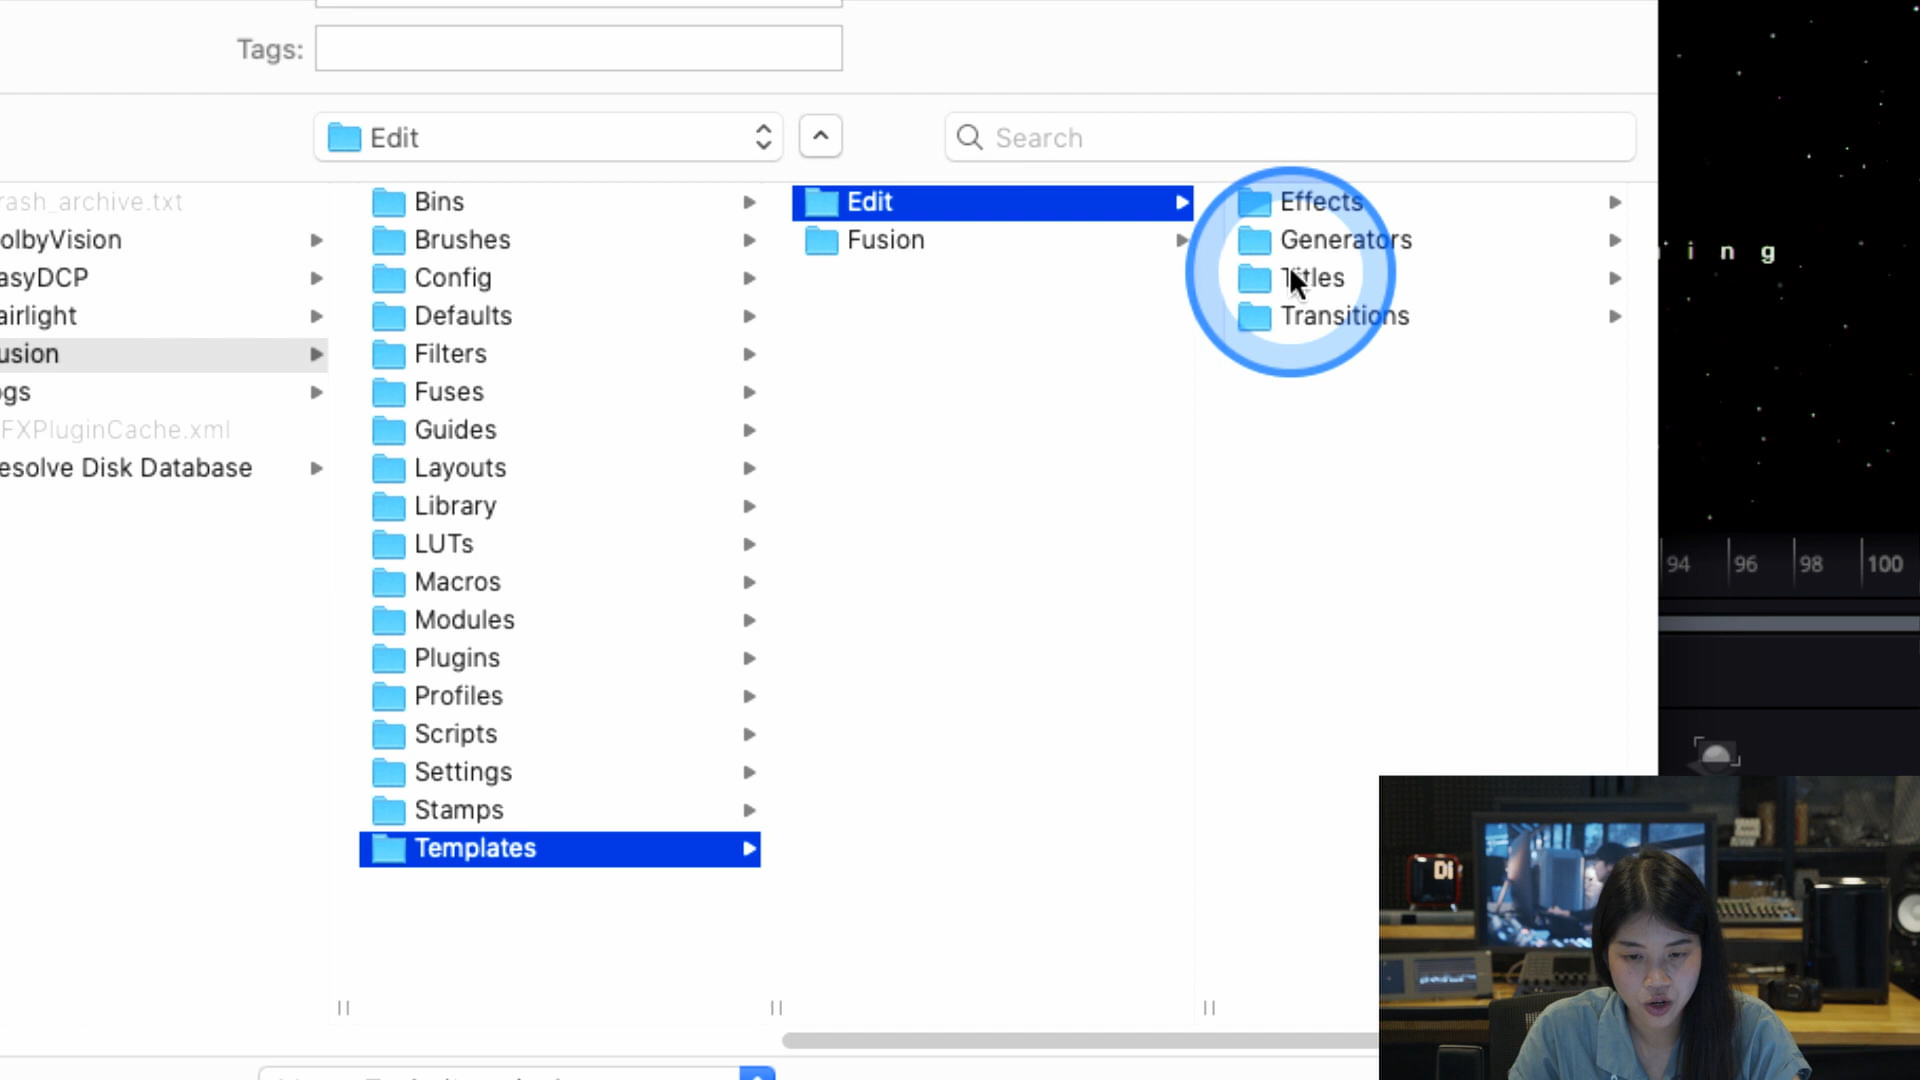 Tags:
Edit
Search
rash_archive.txt
olbyVision
asyDCP
airlight
usion
gs
FXPluginCache.xml
esolve Disk Database
Bins
Brushes
Config
Defaults
Filters
Fuses
Guides
Layouts
Library
LUTs
Macros
Modules
Plugins
Profiles
Scripts
Settings
Stamps
Templates
Edit
Fusion
Effects
Generators
Titles
Transitions
i n g
94 96 98 100
Di